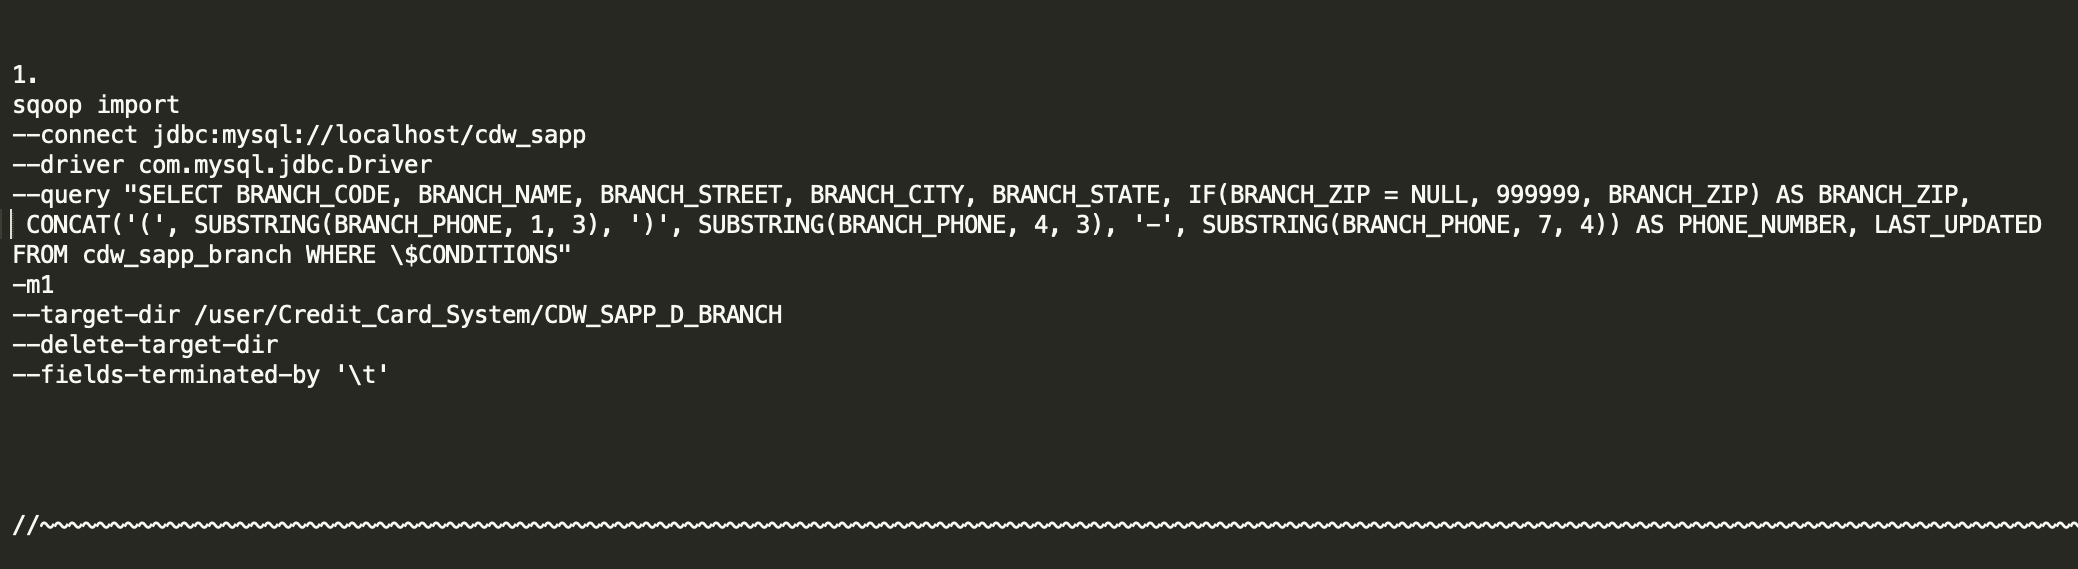 1.
sqoop import
--connect jdbc:mysql://localhost/cdw_sapp
--driver com.mysql.jdbc.Driver
--query "SELECT BRANCH_CODE, BRANCH_NAME, BRANCH_STREET, BRANCH_CITY, BRANCH_STATE, IF(BRANCH_ZIP = NULL, 999999, BRANCH_ZIP) AS BRANCH_ZIP,
CONCAT('(', SUBSTRING(BRANCH_PHONE, 1, 3), ')', SUBSTRING(BRANCH_PHONE, 4, 3), '-', SUBSTRING(BRANCH_PHONE, 7, 4)) AS PHONE_NUMBER, LAST_UPDATED
FROM cdw_sapp_branch WHERE \$CONDITIONS"
-m1
--target-dir /user/Credit_Card_System/CDW_SAPP_D_BRANCH
--delete-target-dir
--fields-terminated-by '\t'
//~~~~~~~~~~~~~~~~~~~~~~~~~~~~~~~~~~~~~~~~~~~~~~~~~~~~~~~~~~~~~~~~~~~~~~~~~~~~~~~~~~~~~~~~~~~~~~~~~~~~~~~~~~~~~~~~~~~~~~~~~~~~~~~~~~~~~~~~~~~~~~~~~~